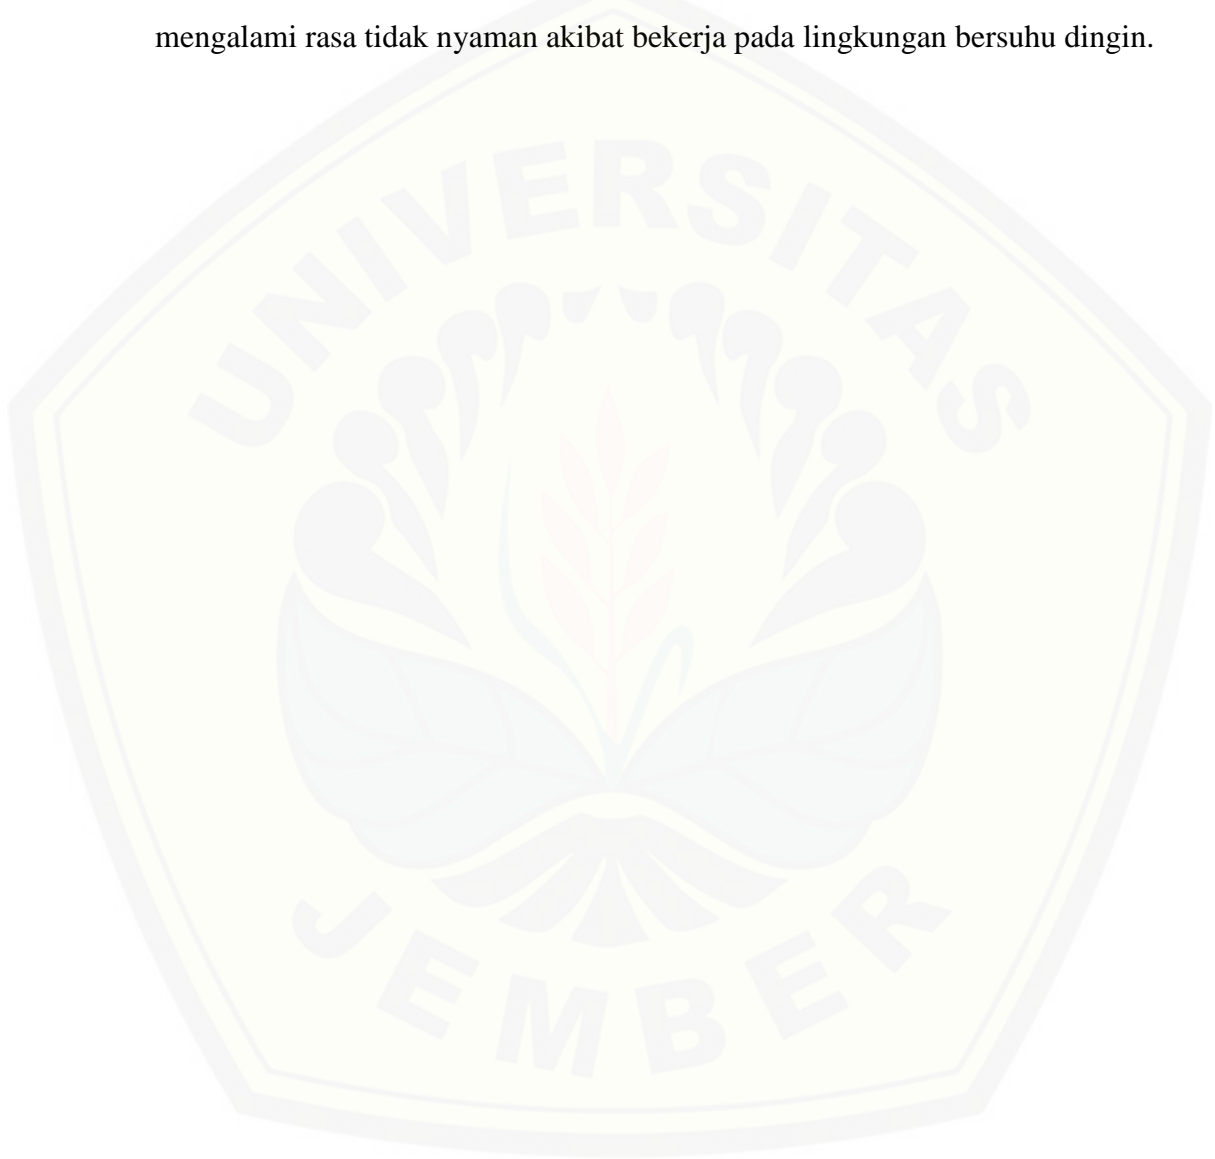 mengalami rasa tidak nyaman akibat bekerja pada lingkungan bersuhu dingin.
UNIVERSITAS
JEMBER